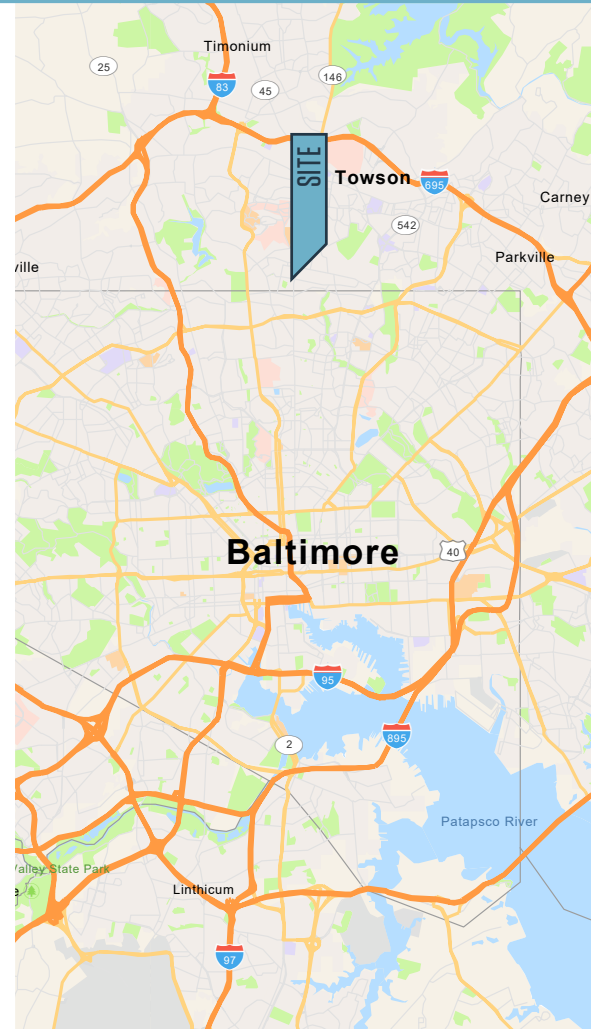 Timonium
25
83
45
146
SITE
Towson
695
Carney
542
Parkville
ville
Baltimore
40
95
2
895
Patapsco River
alley State Park
Linthicum
e
97